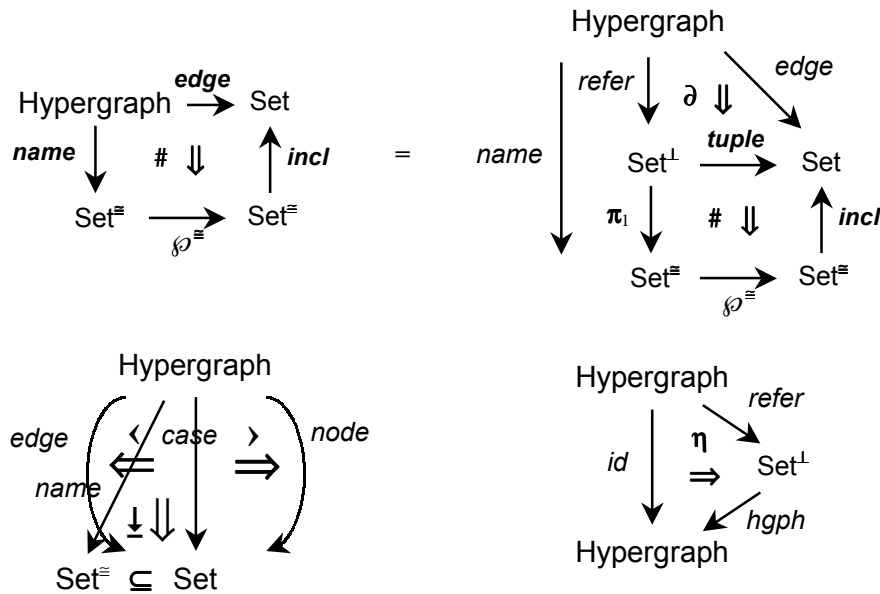 edge
Hypergraph Set
name # ⇓ incl
Set≅ Set≅
℘≅
=
Hypergraph
refer edge
∂ ⇓
name
tuple
Set⊥ Set
π₁ # ⇓ incl
Set≅ Set≅
℘≅
Hypergraph
edge ‹ case › node
⇐ ⇒
name
⇓
Set≅ ⊆ Set
Hypergraph
refer
η
id ⇒ Set⊥
hgph
Hypergraph